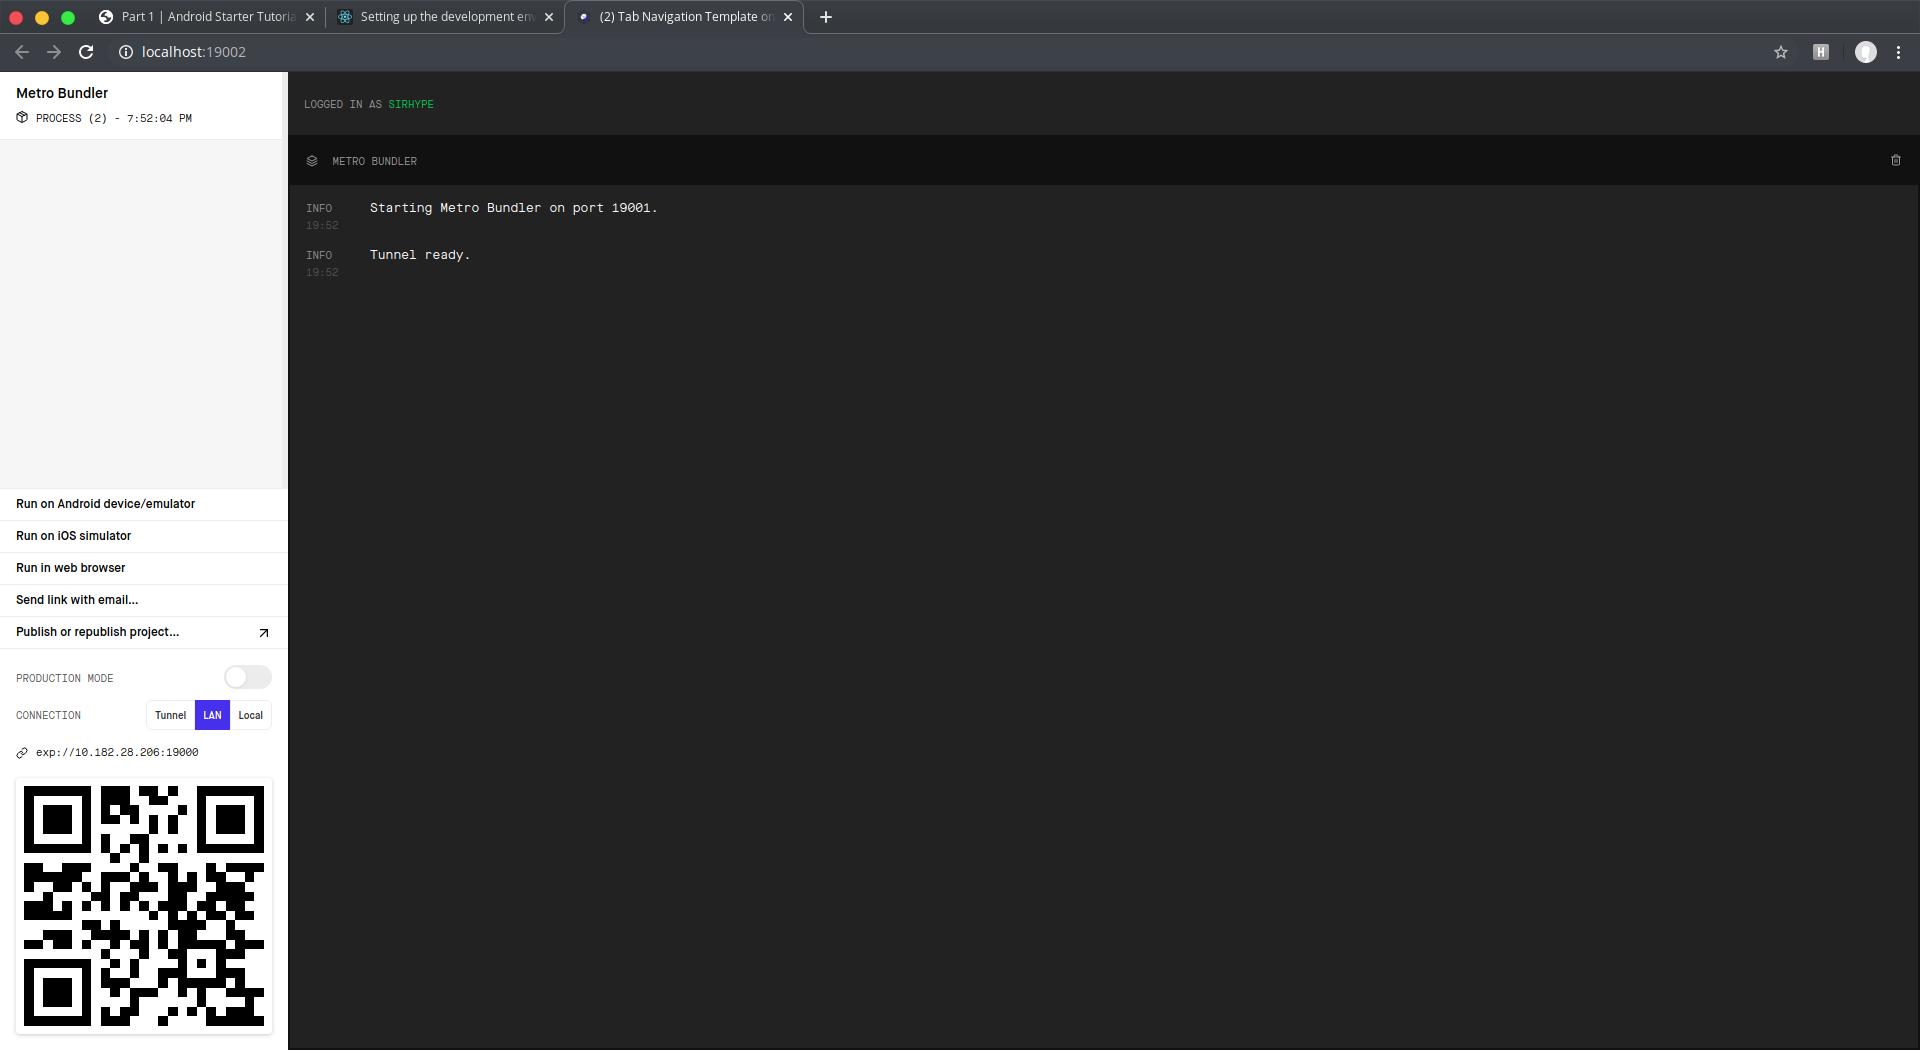 Part 1 | Android Starter Tutoria
Setting up the development env
(2) Tab Navigation Template on
localhost:19002
H
Metro Bundler
PROCESS (2) - 7:52:04 PM
LOGGED IN AS SIRHYPE
METRO BUNDLER
INFO Starting Metro Bundler on port 19001.
19:52
INFO Tunnel ready.
19:52
Run on Android device/emulator
Run on iOS simulator
Run in web browser
Send link with email...
Publish or republish project...
PRODUCTION MODE
CONNECTION Tunnel LAN Local
exp://10.182.28.206:19000